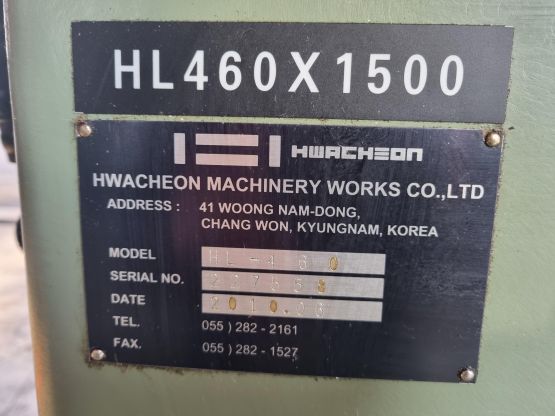 HL460X1500
HWACHEON
HWACHEON MACHINERY WORKS CO.,LTD
ADDRESS : 41 WOONG NAM-DONG,
CHANG WON, KYUNGNAM, KOREA
MODEL HL-460
SERIAL NO.
DATE
TEL. 055 ) 282 - 2161
FAX. 055 ) 282 - 1527